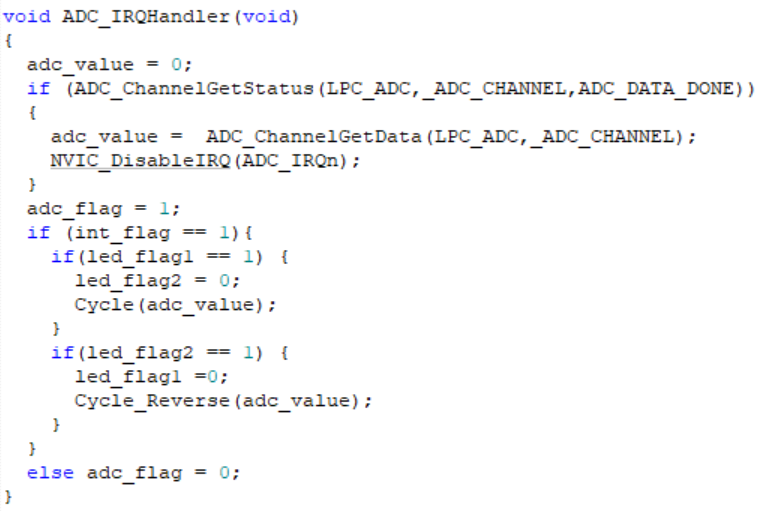 void ADC_IRQHandler(void)
{
  adc_value = 0;
  if (ADC_ChannelGetStatus(LPC_ADC,_ADC_CHANNEL,ADC_DATA_DONE))
  {
    adc_value =  ADC_ChannelGetData(LPC_ADC,_ADC_CHANNEL);
    NVIC_DisableIRQ(ADC_IRQn);
  }
  adc_flag = 1;
  if (int_flag == 1){
    if(led_flag1 == 1) {
      led_flag2 = 0;
      Cycle(adc_value);
    }
    if(led_flag2 == 1) {
      led_flag1 =0;
      Cycle_Reverse(adc_value);
    }
  }
  else adc_flag = 0;
}